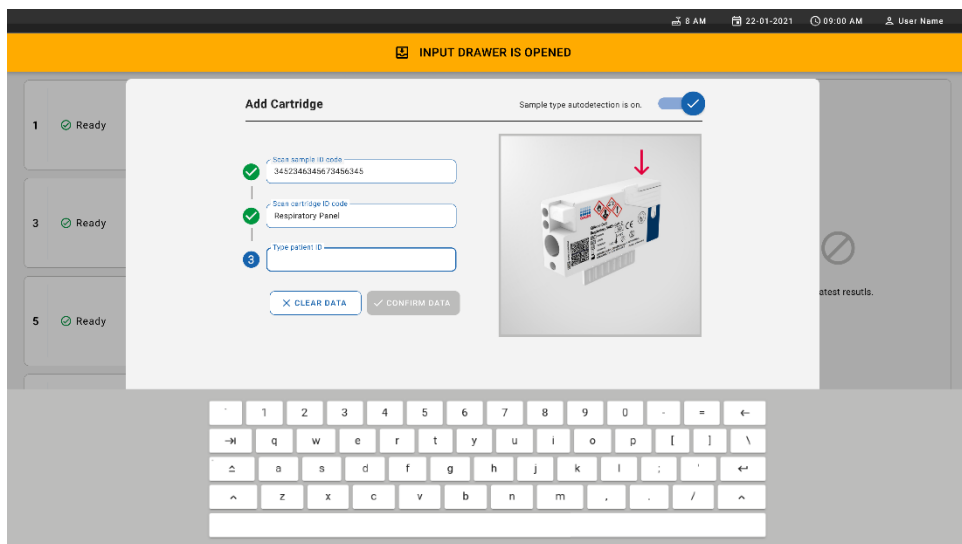 8 AM 22-01-2021 09:00 AM User Name
INPUT DRAWER IS OPENED
Add Cartridge
Sample type autodetection is on.
1 Ready
3 Ready
5 Ready
Scan sample ID code
3452346345673456345
Scan cartridge ID code
Respiratory Panel
3
Type patient ID
CLEAR DATA
CONFIRM DATA
atest resutls.
` 1 2 3 4 5 6 7 8 9 0 - =
q w e r t y u i o p [ ] \
a s d f g h j k l ; '
z x c v b n m , . /